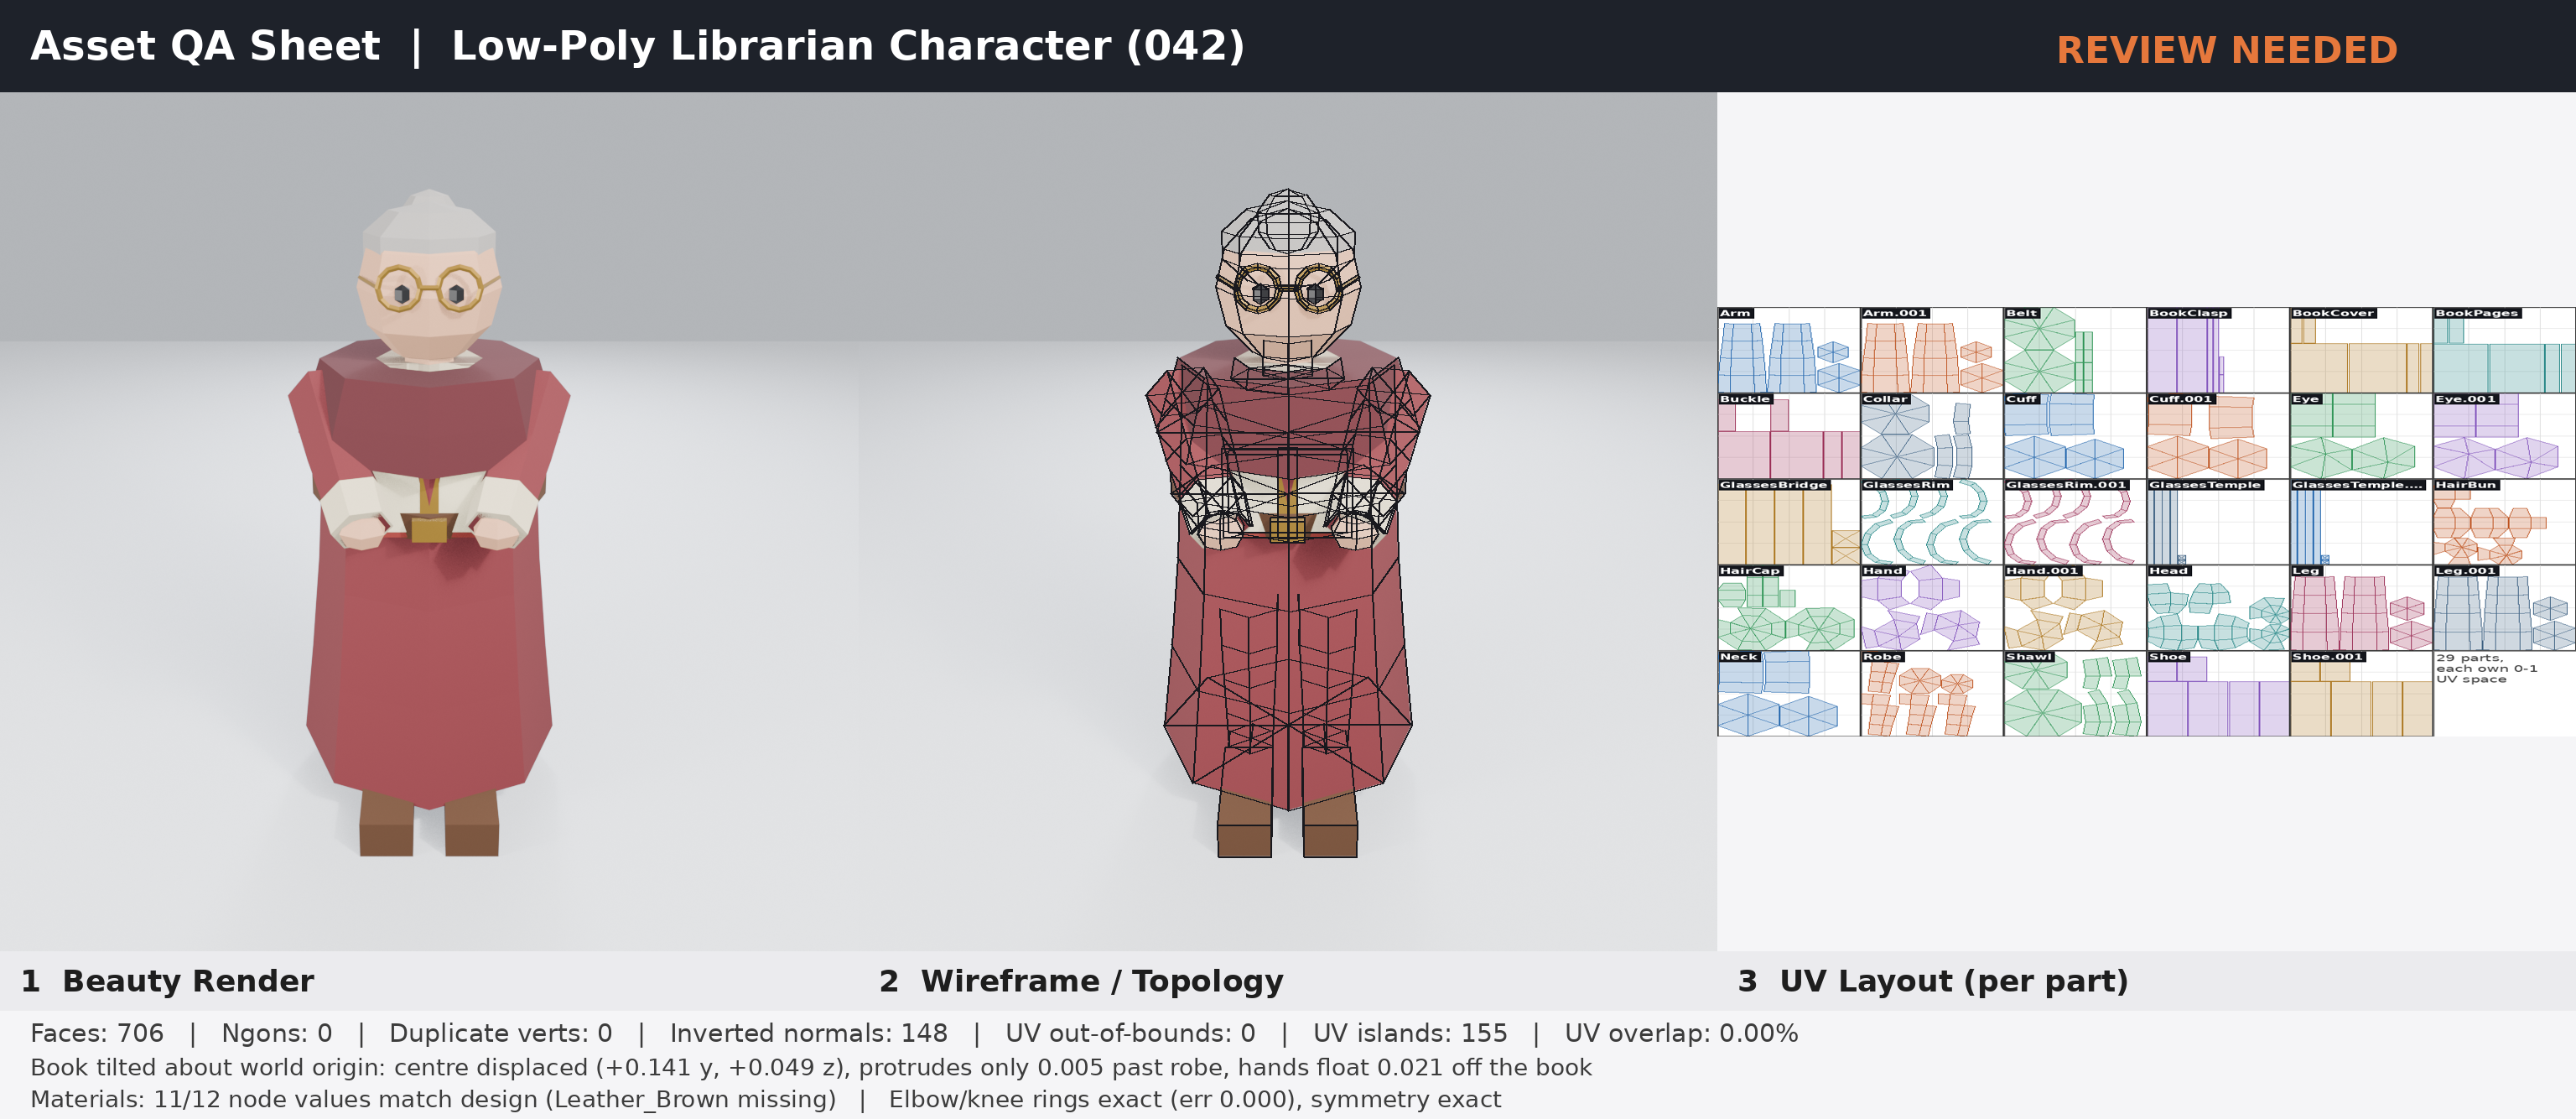 Asset QA Sheet | Low-Poly Librarian Character (042)
REVIEW NEEDED
Arm Arm.001 Belt BookClasp BookCover BookPages
Buckle Collar Cuff Cuff.001 Eye Eye.001
GlassesBridge GlassesRim GlassesRim.001 GlassesTemple GlassesTemple.... HairBun
HairCap Hand Hand.001 Head Leg Leg.001
Neck Robe Shawl Shoe Shoe.001
29 parts,
each own 0-1
UV space
1 Beauty Render
2 Wireframe / Topology
3 UV Layout (per part)
Faces: 706 | Ngons: 0 | Duplicate verts: 0 | Inverted normals: 148 | UV out-of-bounds: 0 | UV islands: 155 | UV overlap: 0.00%
Book tilted about world origin: centre displaced (+0.141 y, +0.049 z), protrudes only 0.005 past robe, hands float 0.021 off the book
Materials: 11/12 node values match design (Leather_Brown missing) | Elbow/knee rings exact (err 0.000), symmetry exact